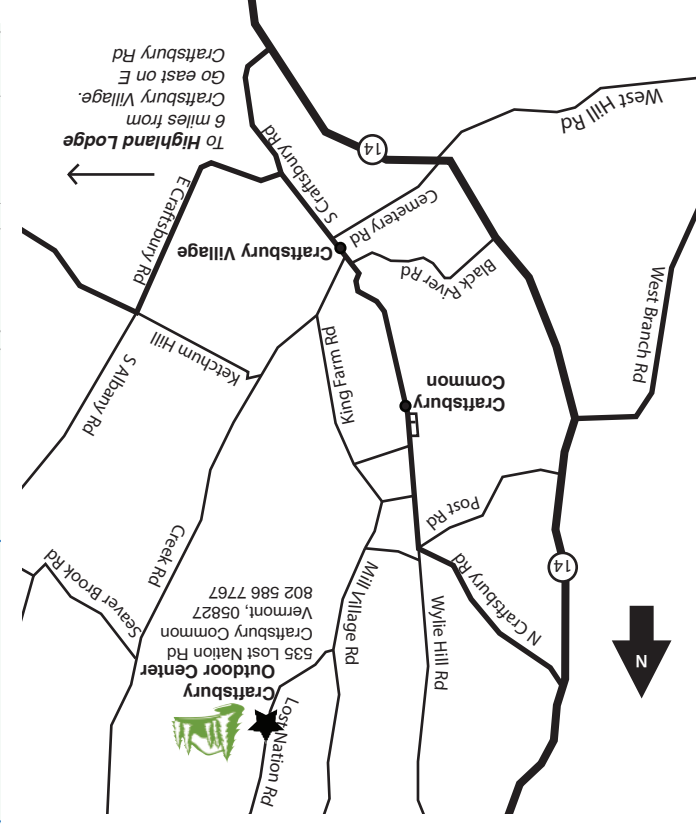 To Highland Lodge
6 miles from
Craftsbury Village.
Go east on E
Craftsbury Rd
West Hill Rd
14
S Craftsbury Rd
Cemetery Rd
E Craftsbury Rd
Craftsbury Village
Black River Rd
West Branch Rd
Ketchum Hill
S Albany Rd
King Farm Rd
Craftsbury
Common
Post Rd
14
N Craftsbury Rd
Creek Rd
Seaver Brook Rd
Mill Village Rd
Wylie Hill Rd
Craftsbury
Outdoor Center
535 Lost Nation Rd
Craftsbury Common
Vermont, 05827
802 586 7767
Lost Nation Rd
N